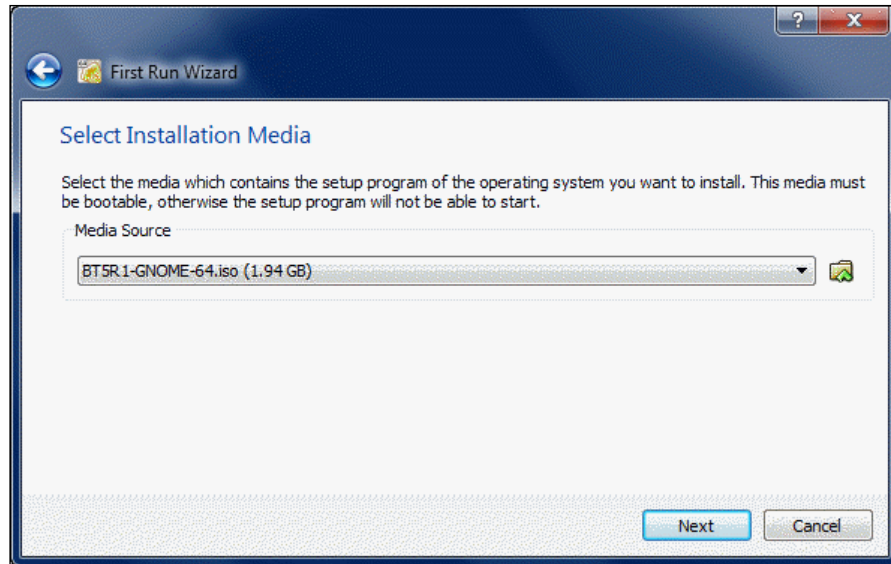 ?
X
First Run Wizard
Select Installation Media
Select the media which contains the setup program of the operating system you want to install. This media must
be bootable, otherwise the setup program will not be able to start.
Media Source
BT5R1-GNOME-64.iso (1.94 GB)
Next
Cancel